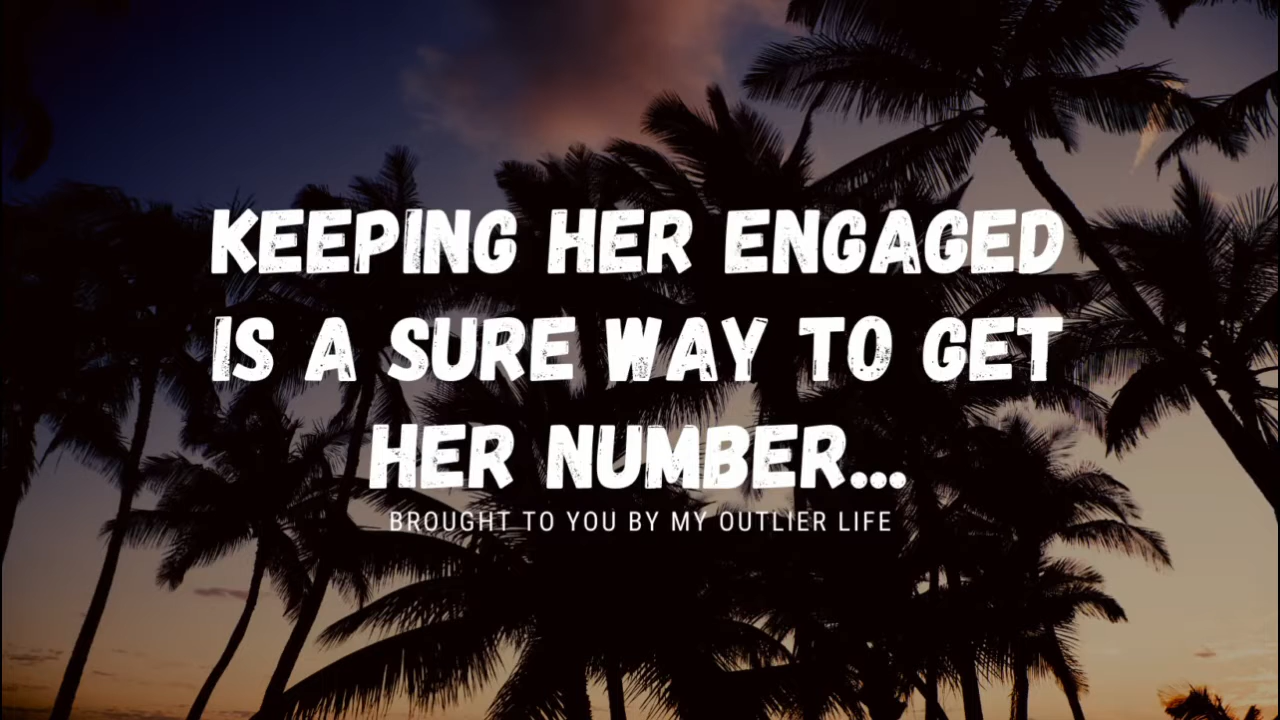 KEEPING HER ENGAGED
IS A SURE WAY TO GET
HER NUMBER...
BROUGHT TO YOU BY MY OUTLIER LIFE